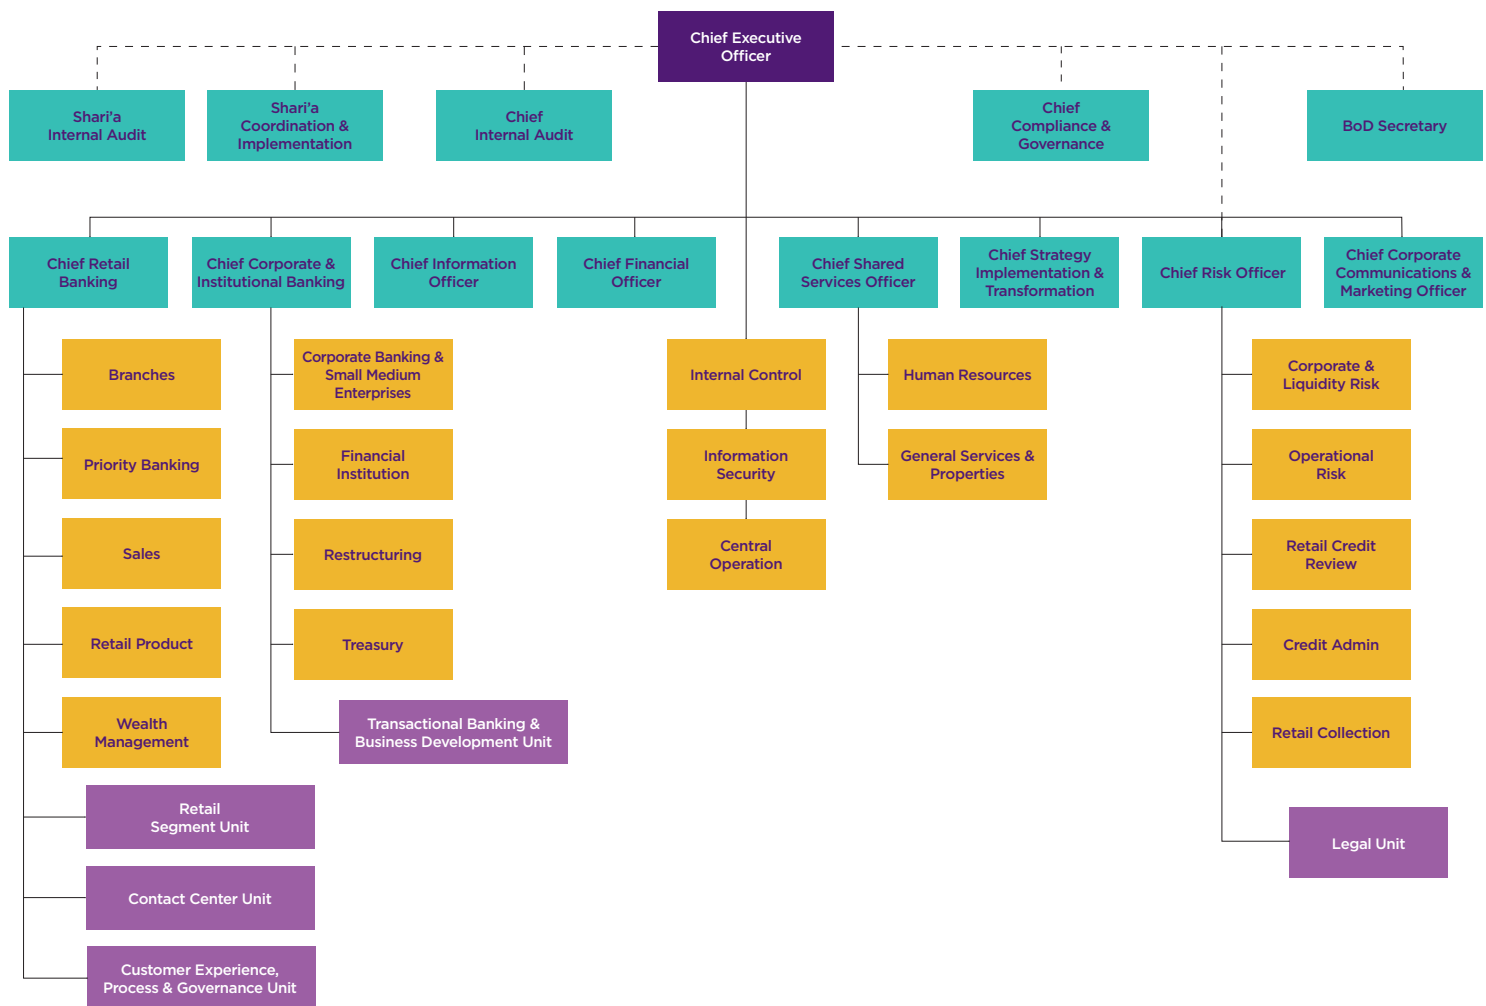 Chief Executive
Officer
Shari'a
Internal Audit
Shari'a
Coordination &
Implementation
Chief
Internal Audit
Chief
Compliance &
Governance
BoD Secretary
Chief Retail
Banking
Chief Corporate &
Institutional Banking
Chief Information
Officer
Chief Financial
Officer
Chief Shared
Services Officer
Chief Strategy
Implementation &
Transformation
Chief Risk Officer
Chief Corporate
Communications &
Marketing Officer
Branches
Priority Banking
Sales
Retail Product
Wealth
Management
Retail
Segment Unit
Contact Center Unit
Customer Experience,
Process & Governance Unit
Corporate Banking &
Small Medium
Enterprises
Financial
Institution
Restructuring
Treasury
Transactional Banking &
Business Development Unit
Internal Control
Information
Security
Central
Operation
Human Resources
General Services &
Properties
Corporate &
Liquidity Risk
Operational
Risk
Retail Credit
Review
Credit Admin
Retail Collection
Legal Unit